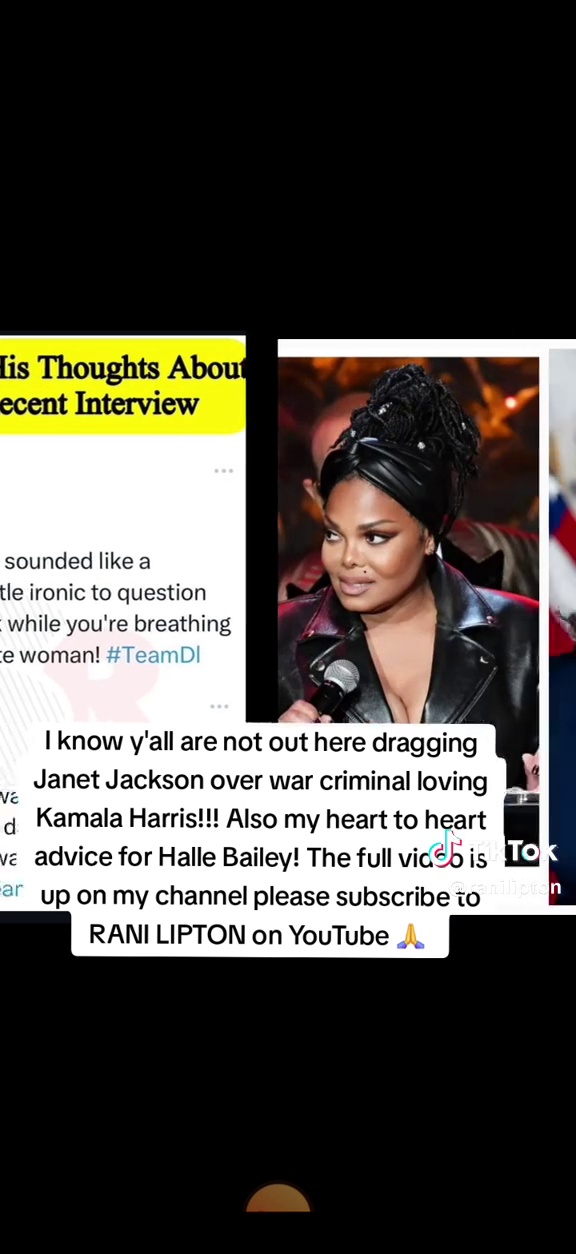 His Thoughts About
ecent Interview
sounded like a
tle ironic to question
while you're breathing
te woman! #TeamDl
I know y'all are not out here dragging
Janet Jackson over war criminal loving
Kamala Harris!!! Also my heart to heart
advice for Halle Bailey! The full video is
up on my channel please subscribe to
RANI LIPTON on YouTube 🙏
TikTok
@ranilipton